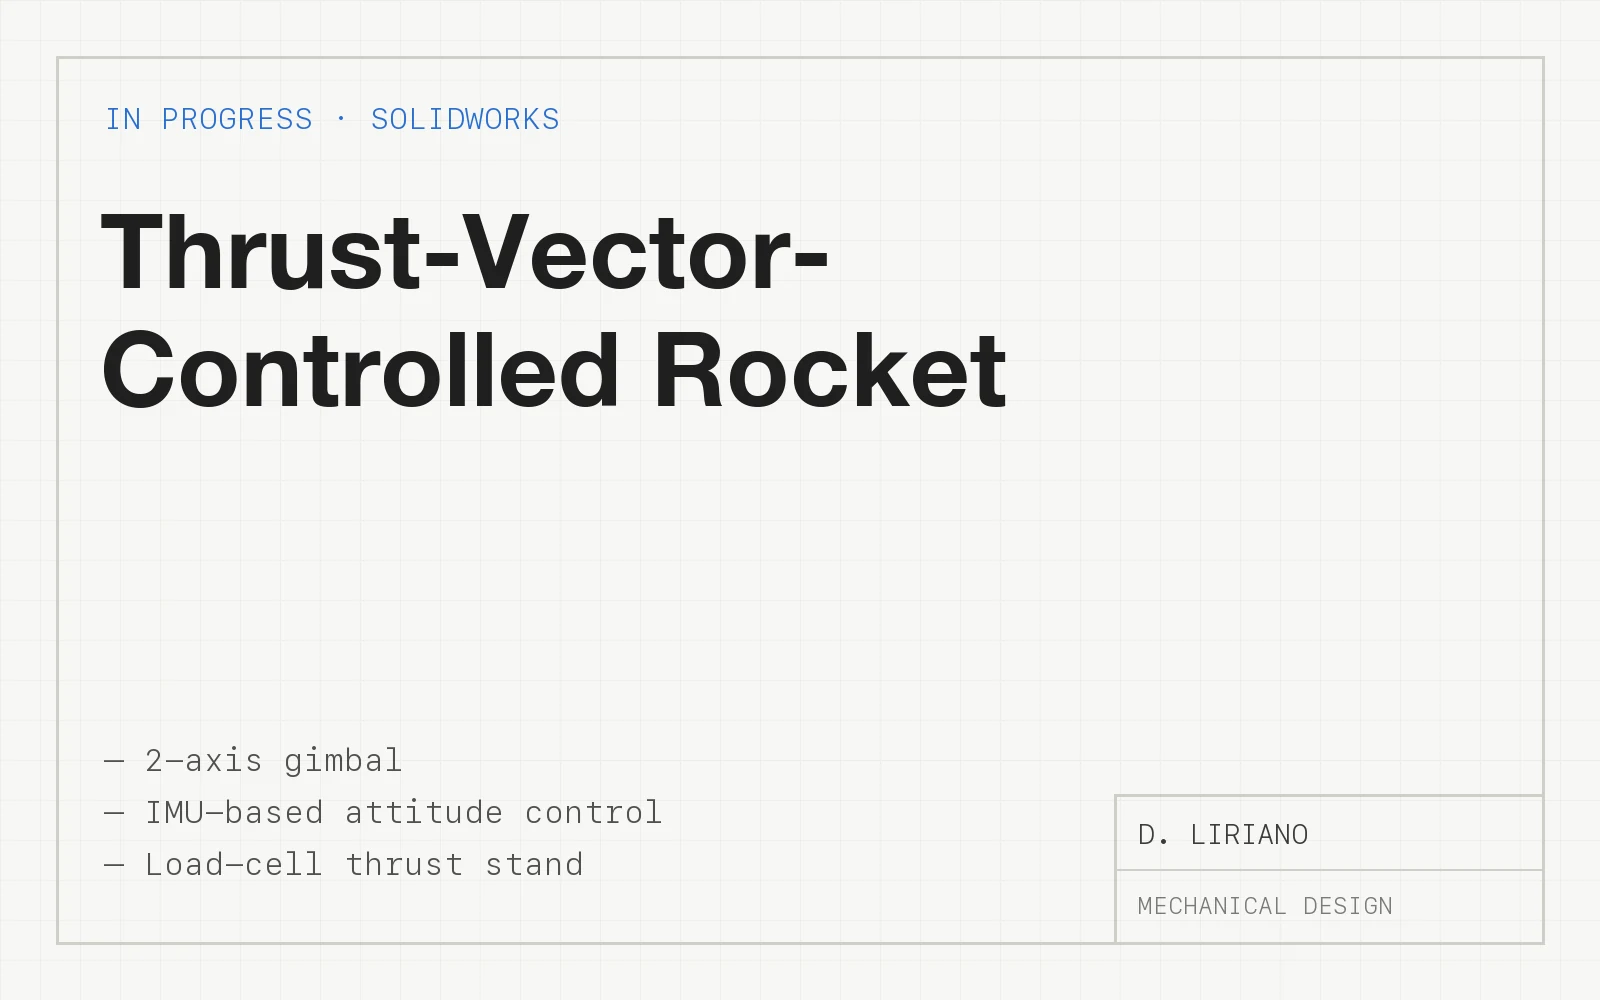 IN PROGRESS · SOLIDWORKS
Thrust-Vector-
Controlled Rocket
— 2-axis gimbal
— IMU-based attitude control
— Load-cell thrust stand
D. LIRIANO
MECHANICAL DESIGN